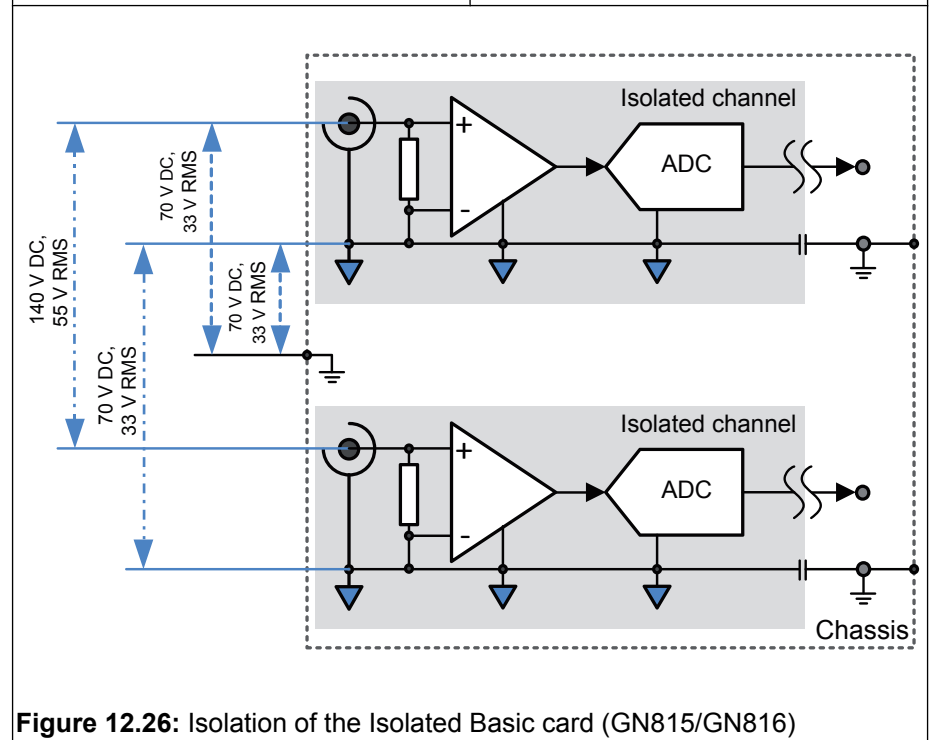 Isolated channel
+
-
ADC
70 V DC,
33 V RMS
140 V DC,
55 V RMS
70 V DC,
33 V RMS
70 V DC,
33 V RMS
Isolated channel
+
-
ADC
Chassis
Figure 12.26: Isolation of the Isolated Basic card (GN815/GN816)